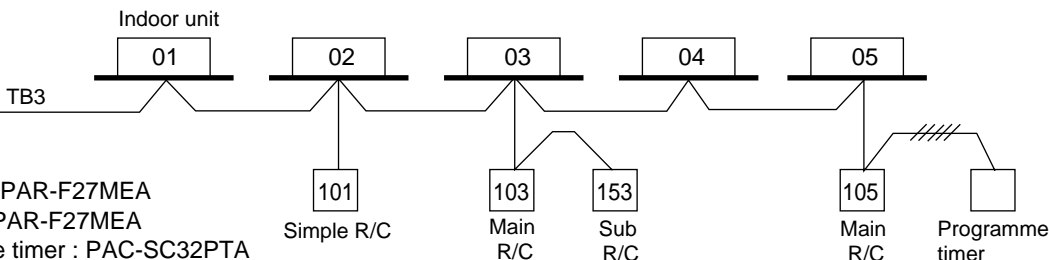 Indoor unit
01 02 03 04 05
TB3
101 103 153 105
PAR-F27MEA
PAR-F27MEA
e timer : PAC-SC32PTA
Simple R/C
Main
R/C
Sub
R/C
Main
R/C
Programme
timer